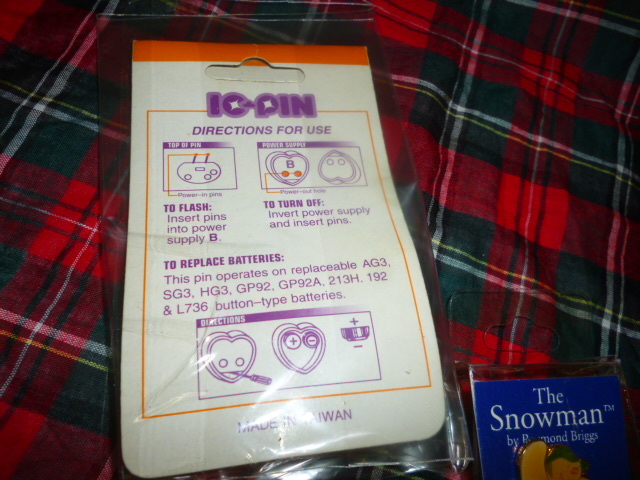 IC-PIN
DIRECTIONS FOR USE
TOP OF PIN
POWER SUPPLY
B
Power-in pins
Power-out hole
TO FLASH:
Insert pins
into power
supply B.
TO TURN OFF:
Invert power supply
and insert pins.
TO REPLACE BATTERIES:
This pin operates on replaceable AG3,
SG3, HG3, GP92, GP92A, 213H, 192
& L736 button-type batteries.
DIRECTIONS
+ - +
-
MADE IN TAIWAN
The
Snowman™
by Raymond Briggs